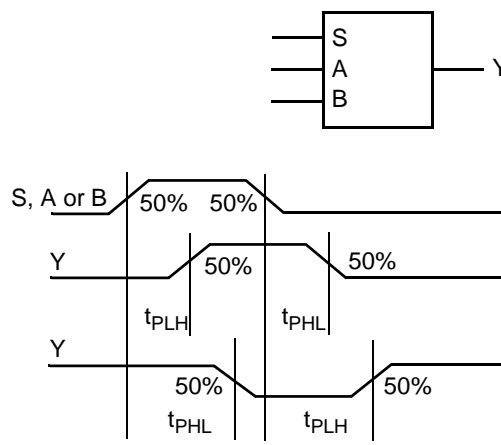 S
A Y
B
S, A or B 50% 50%
Y 50% 50%
tPLH tPHL
Y 50% 50%
tPHL tPLH